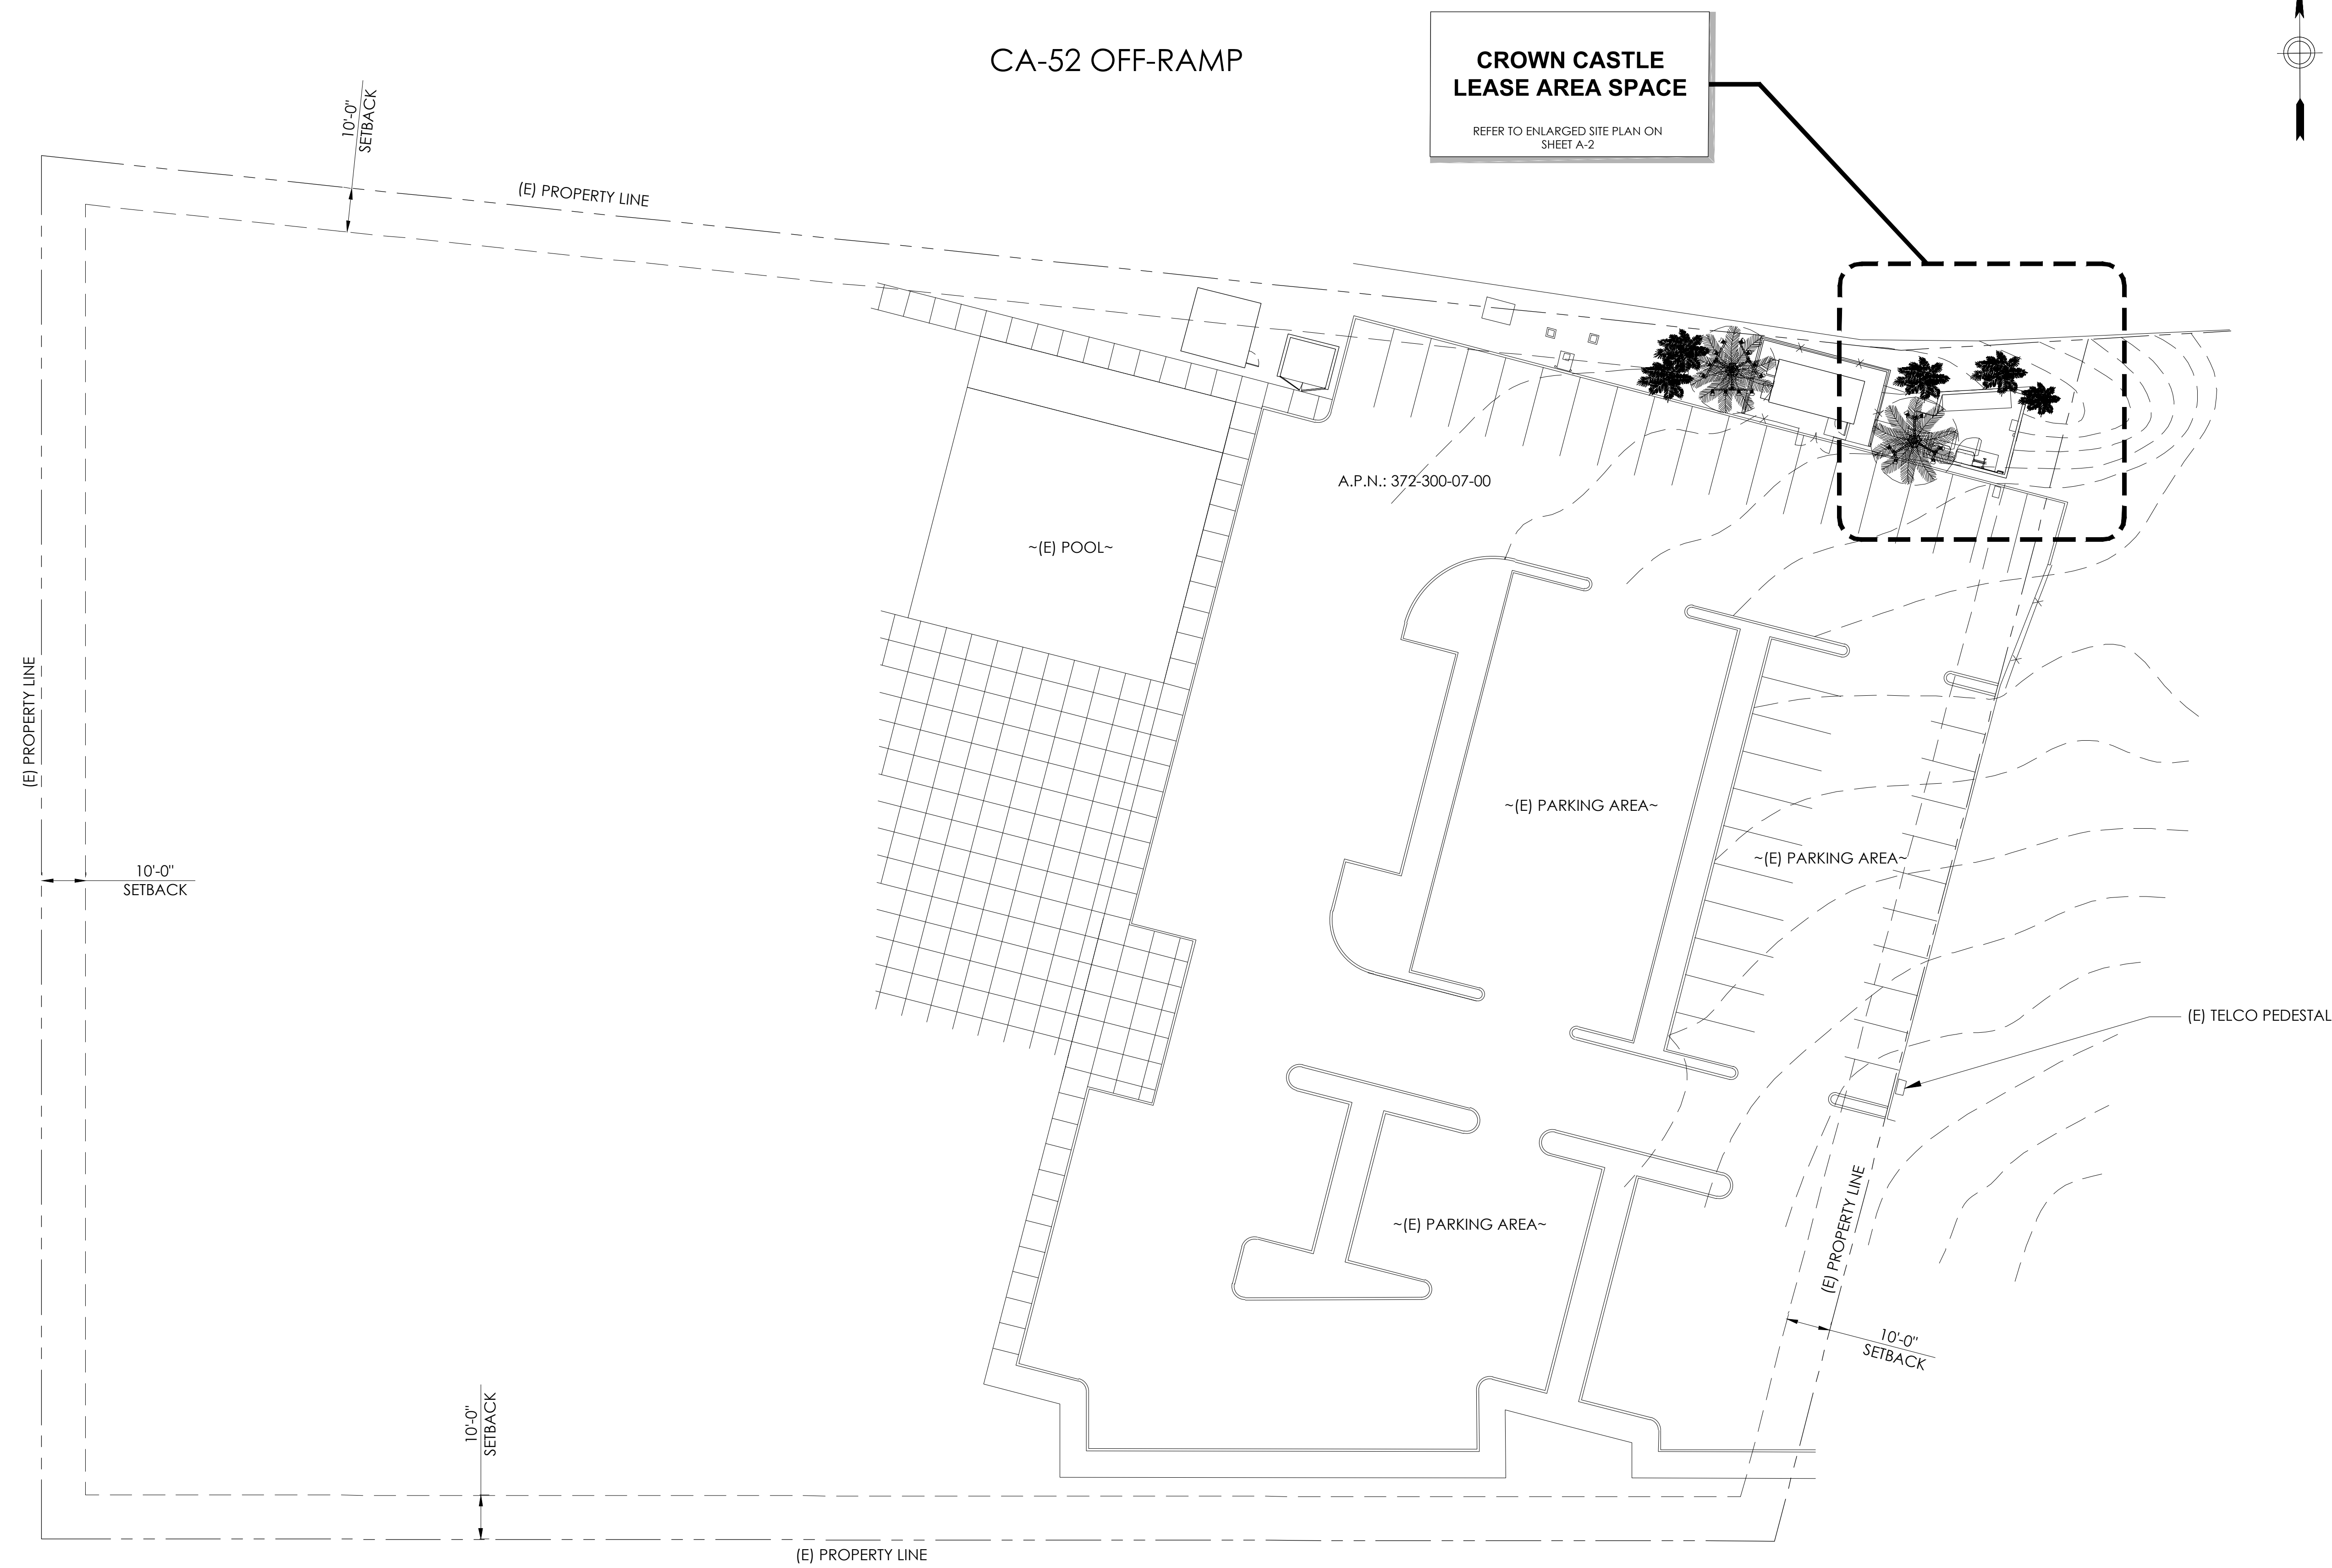 CA-52 OFF-RAMP
CROWN CASTLE
LEASE AREA SPACE
REFER TO ENLARGED SITE PLAN ON
SHEET A-2
10'-0"
SETBACK
(E) PROPERTY LINE
A.P.N.: 372-300-07-00
~(E) POOL~
(E) PROPERTY LINE
~(E) PARKING AREA~
~(E) PARKING AREA~
10'-0"
SETBACK
(E) TELCO PEDESTAL
~(E) PARKING AREA~
(E) PROPERTY LINE
10'-0"
SETBACK
10'-0"
SETBACK
(E) PROPERTY LINE